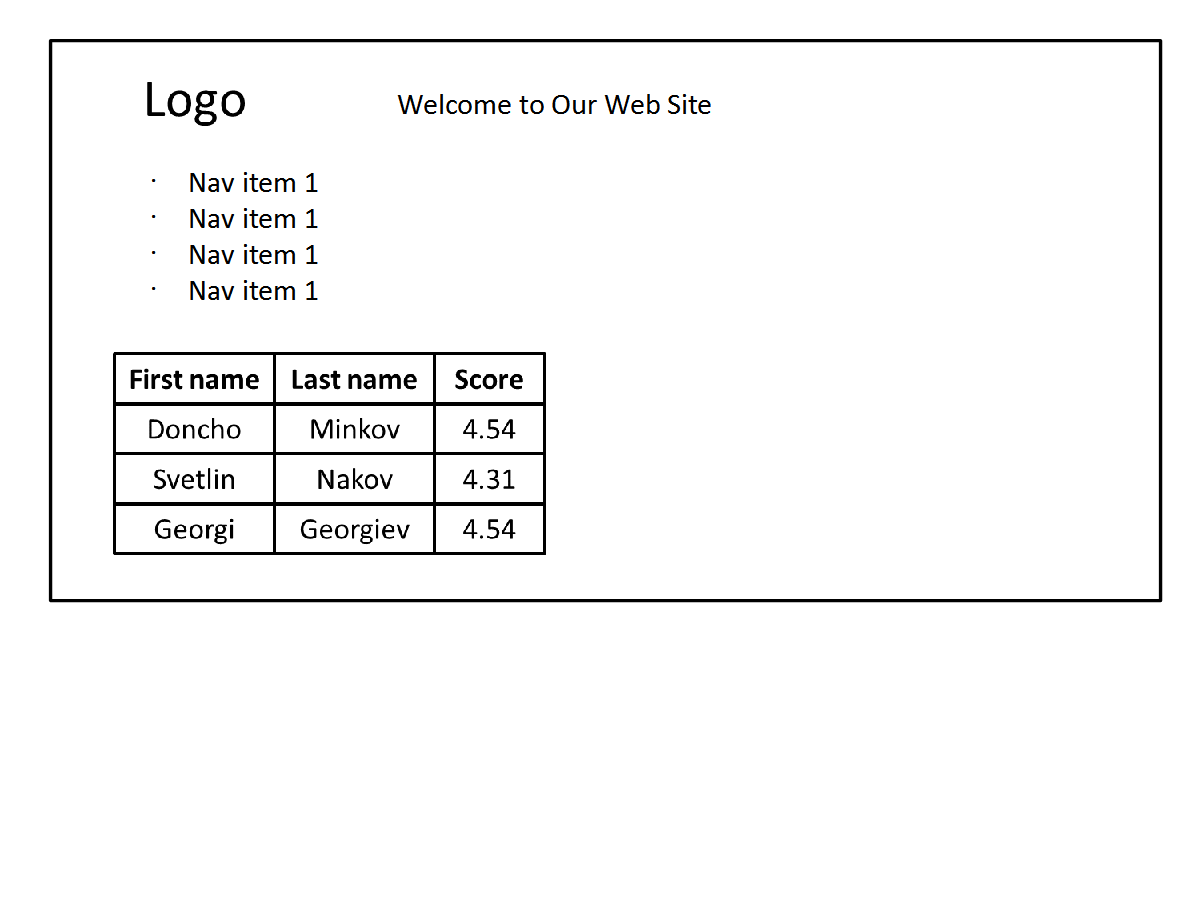 Logo
Welcome to Our Web Site
· Nav item 1
· Nav item 1
· Nav item 1
· Nav item 1
First name Last name Score
Doncho Minkov 4.54
Svetlin Nakov 4.31
Georgi Georgiev 4.54